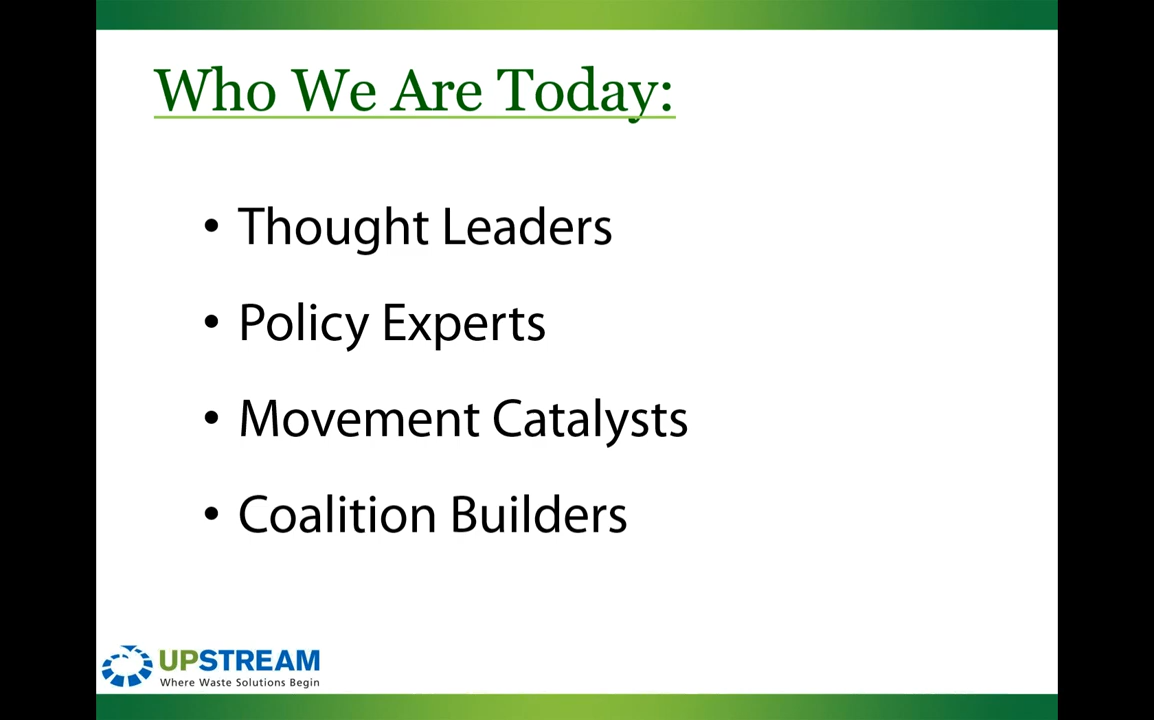 Who We Are Today:
• Thought Leaders
• Policy Experts
• Movement Catalysts
• Coalition Builders
UPSTREAM
Where Waste Solutions Begin